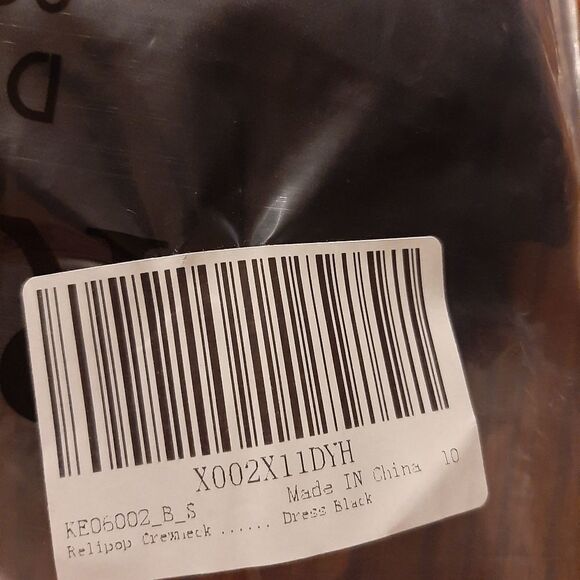 X002X11DYH
Made IN China 10
KE06002_B_S
Relipop Crewneck ...... Dress Black